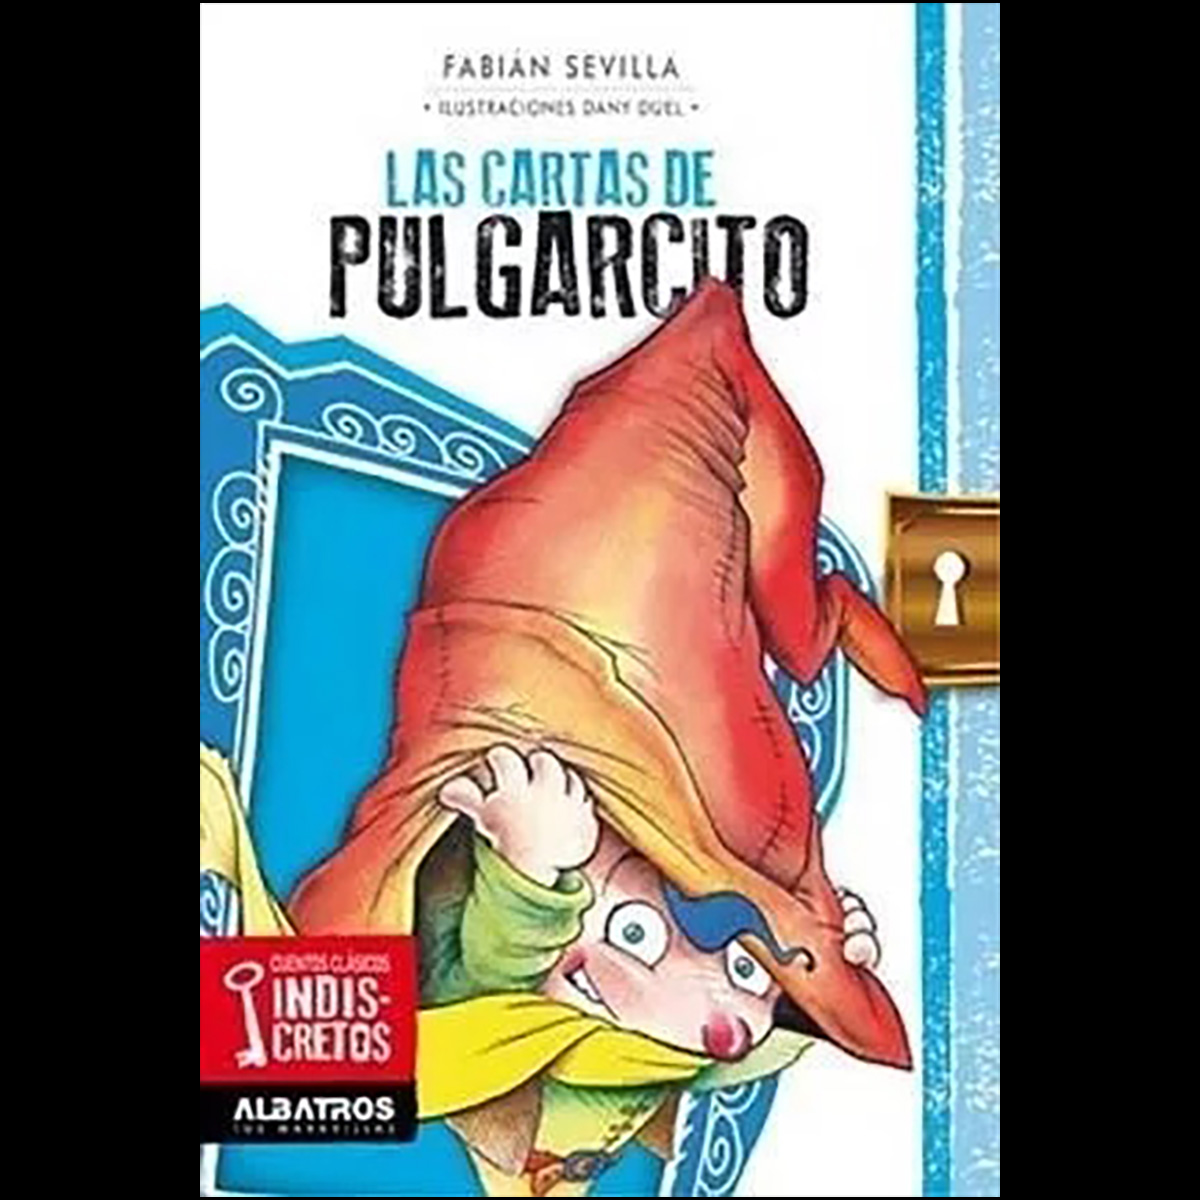 FABIÁN SEVILLA
• ILUSTRACIONES DANY DUEL •
LAS CARTAS DE
PULGARCITO
CUENTOS CLÁSICOS
INDIS-
CRETOS
ALBATROS